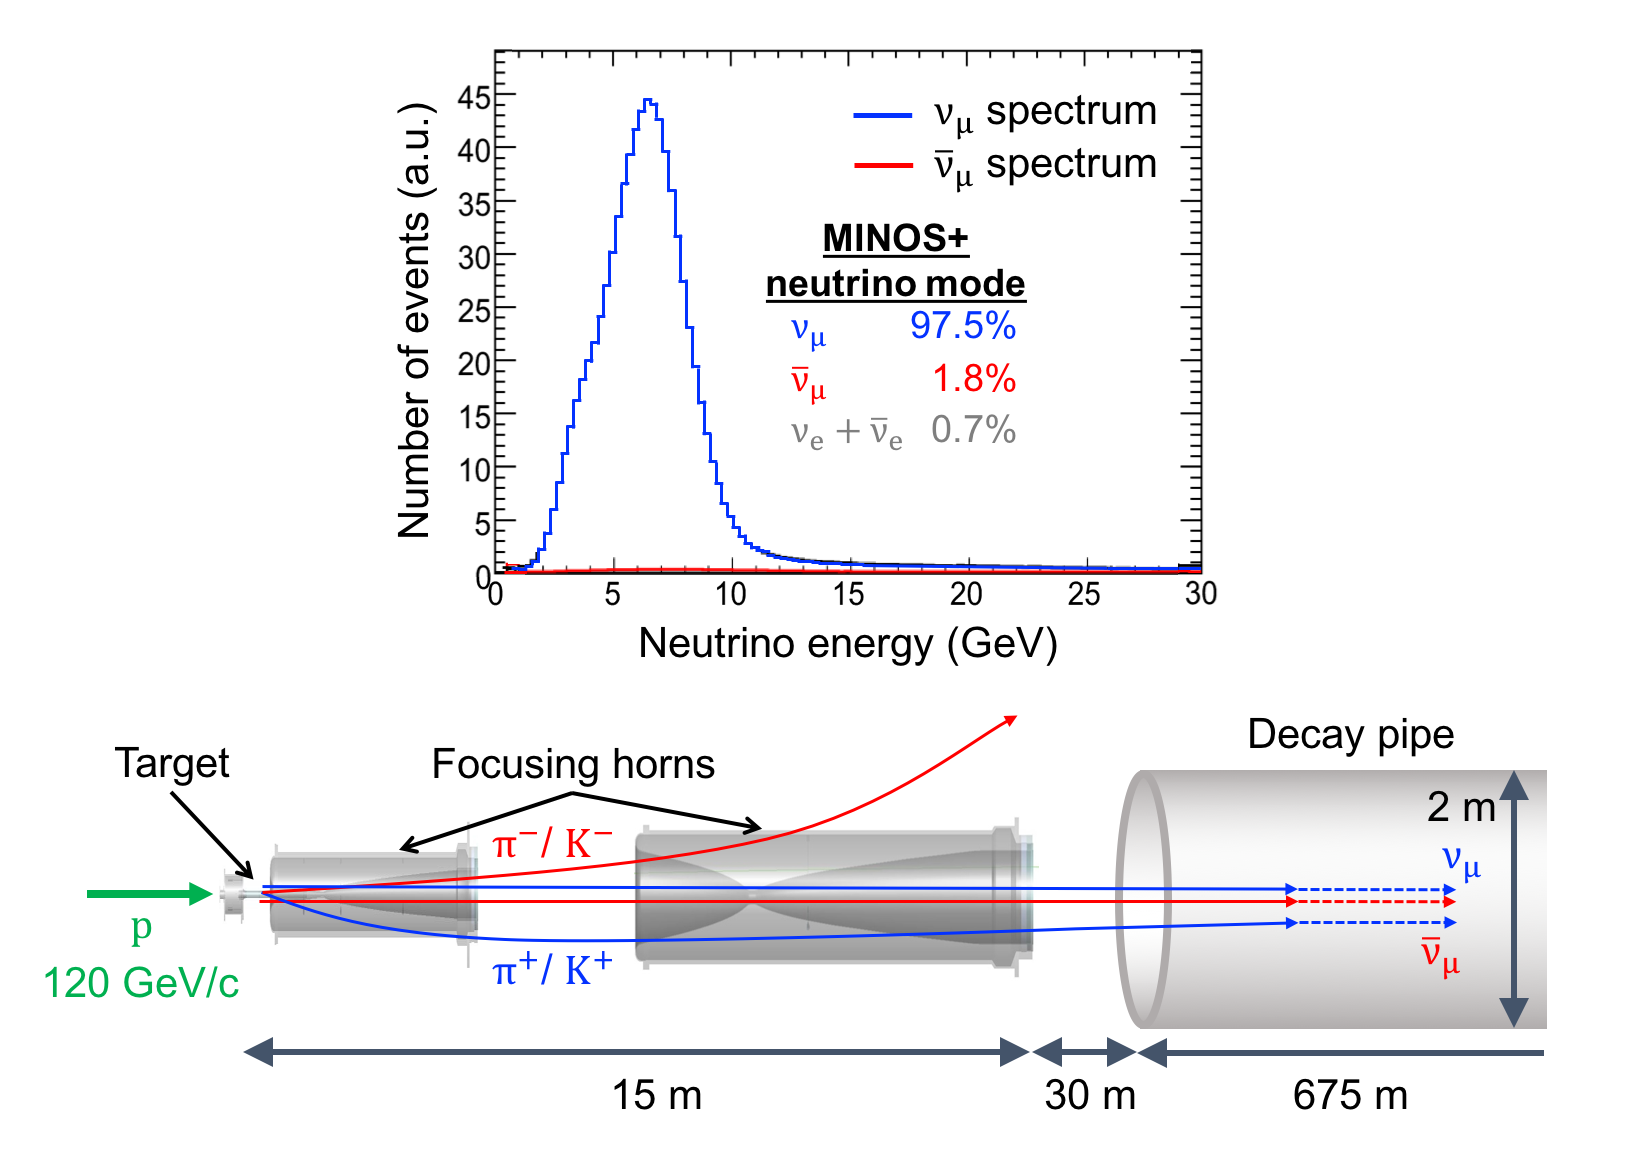 Number of events (a.u.)
45
40
35
30
25
20
15
10
5
0
0 5 10 15 20 25 30
Neutrino energy (GeV)
νμ spectrum
ν̄μ spectrum
MINOS+
neutrino mode
νμ 97.5%
ν̄μ 1.8%
νe + ν̄e 0.7%
Target
Focusing horns
Decay pipe
π⁻/ K⁻
π⁺/ K⁺
p
120 GeV/c
2 m
νμ
ν̄μ
15 m
30 m
675 m